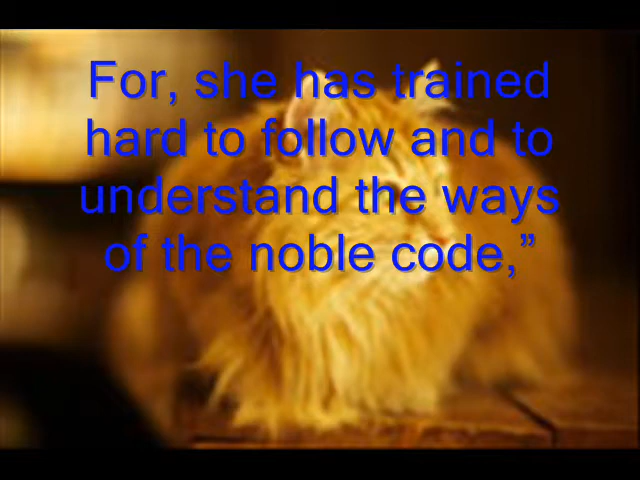 For, she has trained
hard to follow and to
understand the ways
of the noble code,”